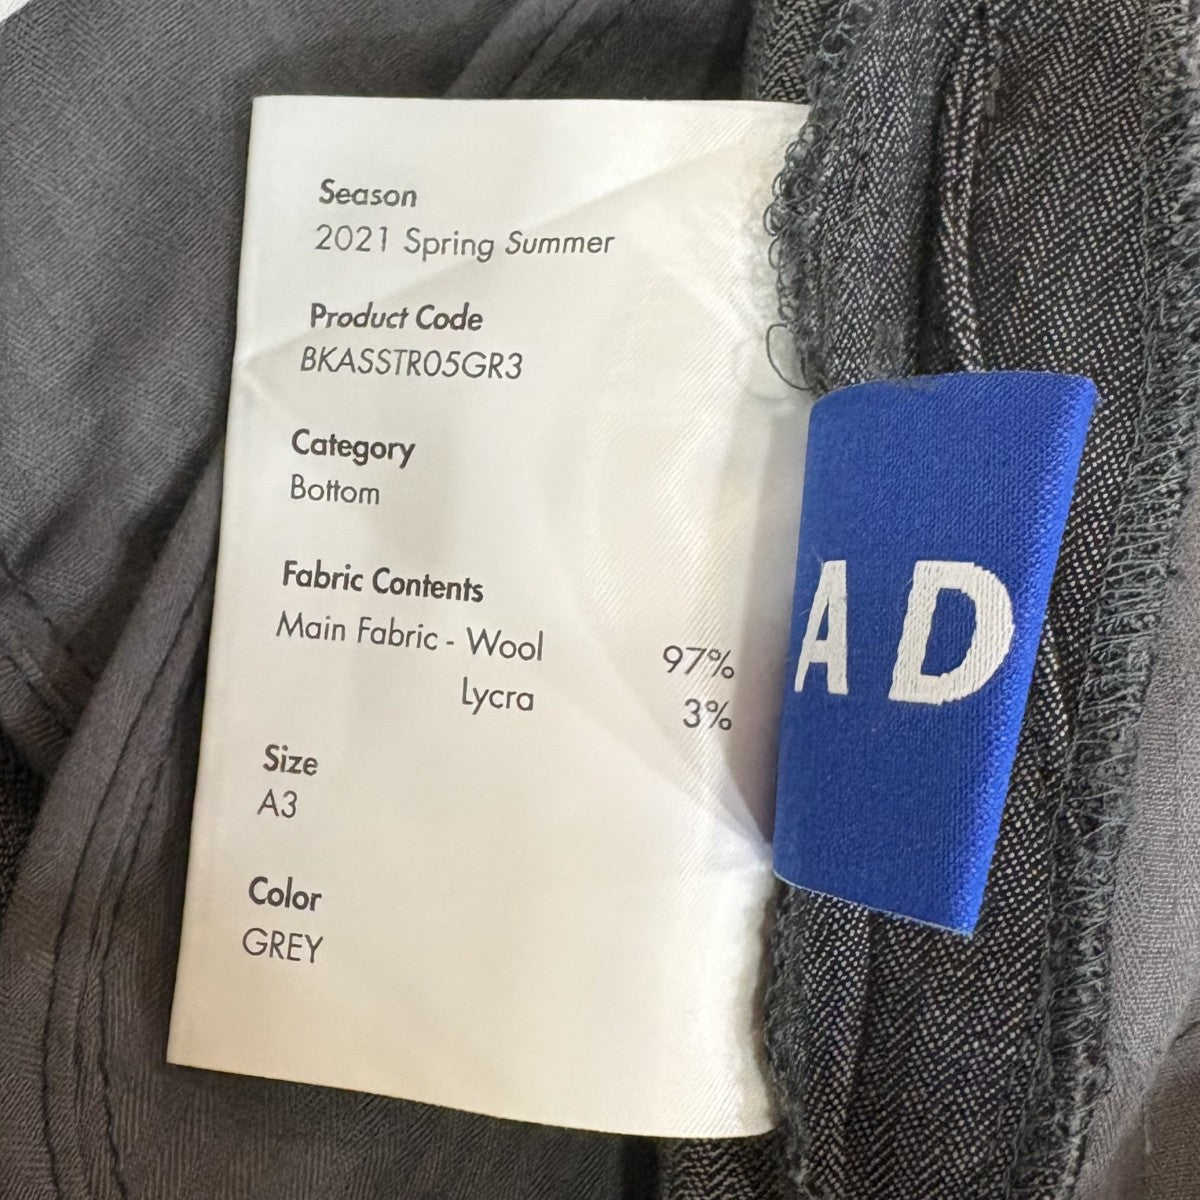 Season
2021 Spring Summer
Product Code
BKASSTR05GR3
Category
Bottom
Fabric Contents
Main Fabric - Wool 97%
Lycra 3%
Size
A3
Color
GREY
AD